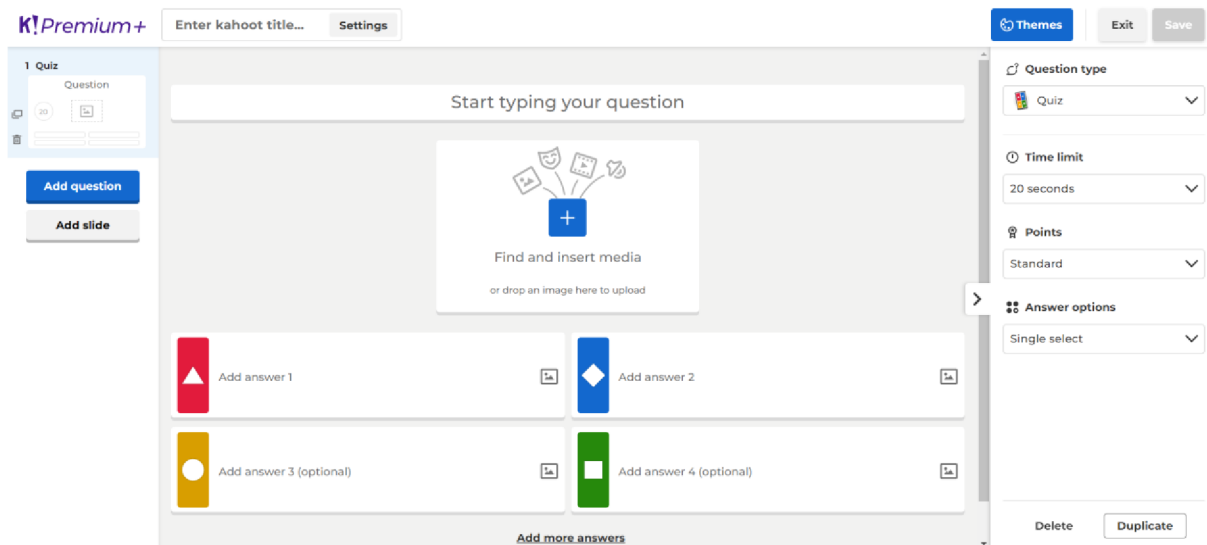 K! Premium+
Enter kahoot title...
Settings
Themes
Exit
Save
1 Quiz
Question
20
Add question
Add slide
Start typing your question
Find and insert media
or drop an image here to upload
Add answer 1
Add answer 2
Add answer 3 (optional)
Add answer 4 (optional)
Add more answers
Question type
Quiz
Time limit
20 seconds
Points
Standard
Answer options
Single select
Delete
Duplicate